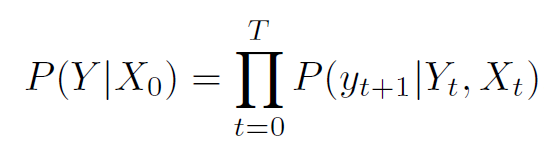 P(Y|X_0) = \prod_{t=0}^{T} P(y_{t+1}|Y_t, X_t)